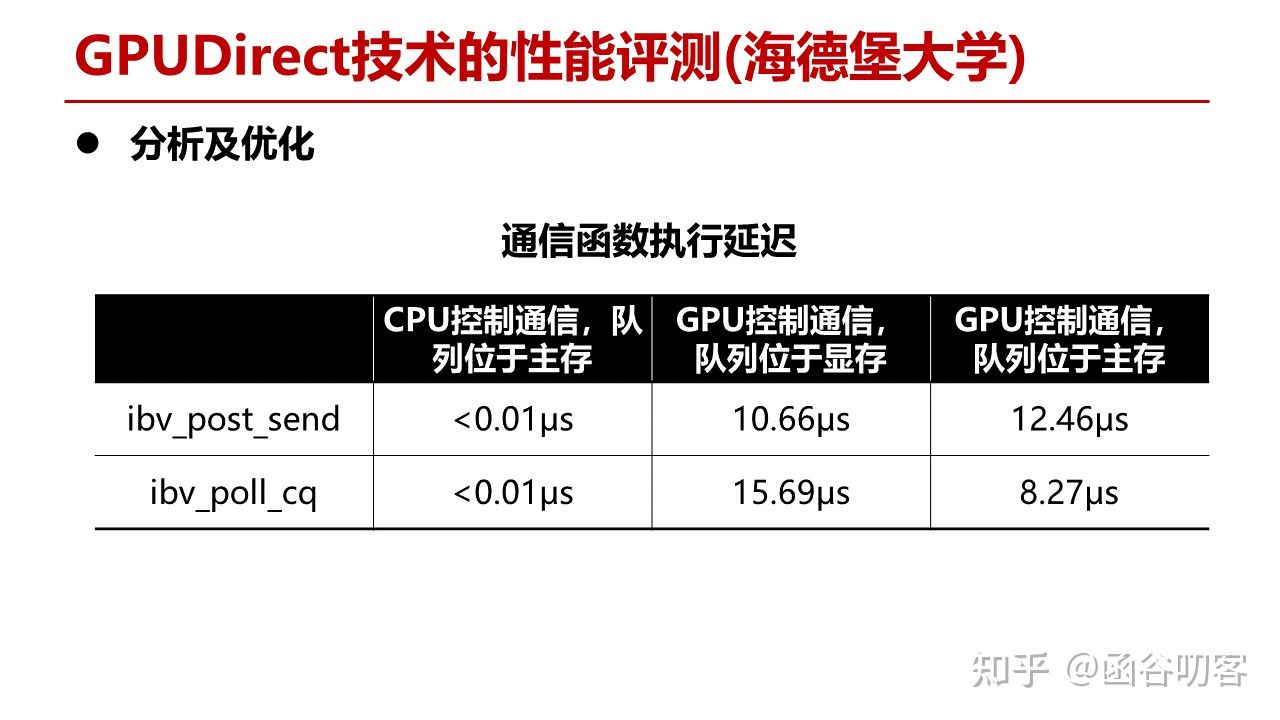 GPUDirect技术的性能评测(海德堡大学)
● 分析及优化
通信函数执行延迟
CPU控制通信，队列位于主存 GPU控制通信，队列位于显存 GPU控制通信，队列位于主存
ibv_post_send <0.01μs 10.66μs 12.46μs
ibv_poll_cq <0.01μs 15.69μs 8.27μs
知乎 @函谷叨客